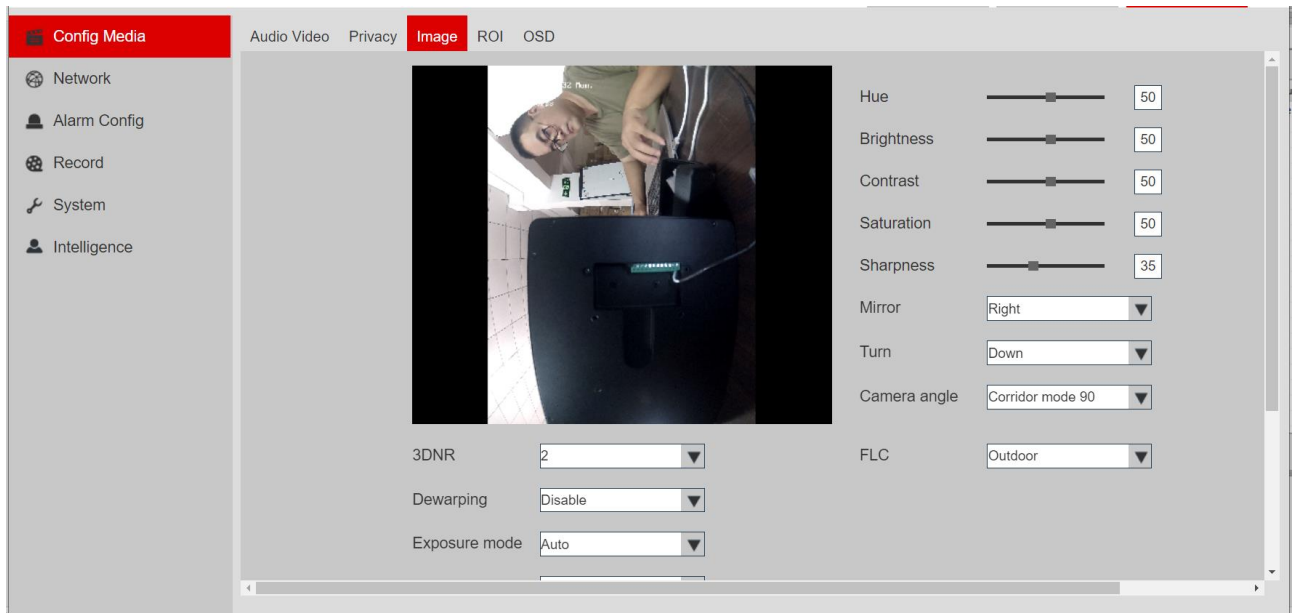 Config Media
Network
Alarm Config
Record
System
Intelligence
Audio Video Privacy Image ROI OSD
Hue 50
Brightness 50
Contrast 50
Saturation 50
Sharpness 35
Mirror Right
Turn Down
Camera angle Corridor mode 90
3DNR 2
FLC Outdoor
Dewarping Disable
Exposure mode Auto